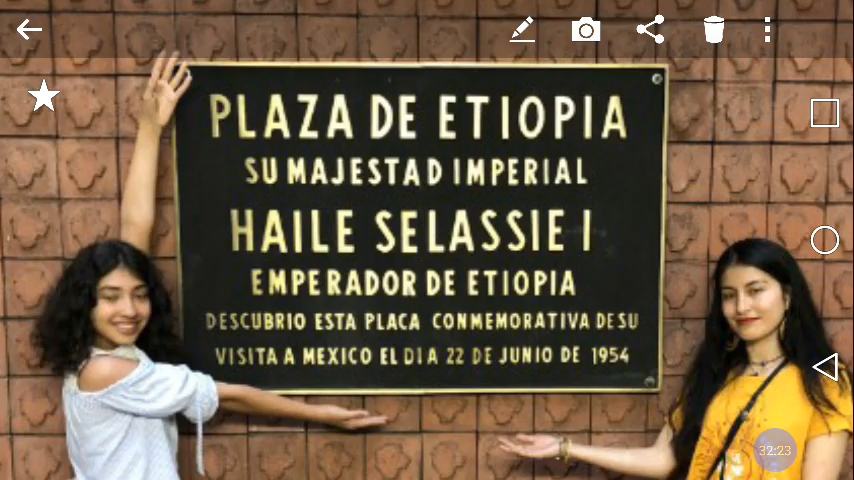 PLAZA DE ETIOPIA
SU MAJESTAD IMPERIAL
HAILE SELASSIE I
EMPERADOR DE ETIOPIA
DESCUBRIO ESTA PLACA CONMEMORATIVA DE SU
VISITA A MEXICO EL DIA 22 DE JUNIO DE 1954
32:23